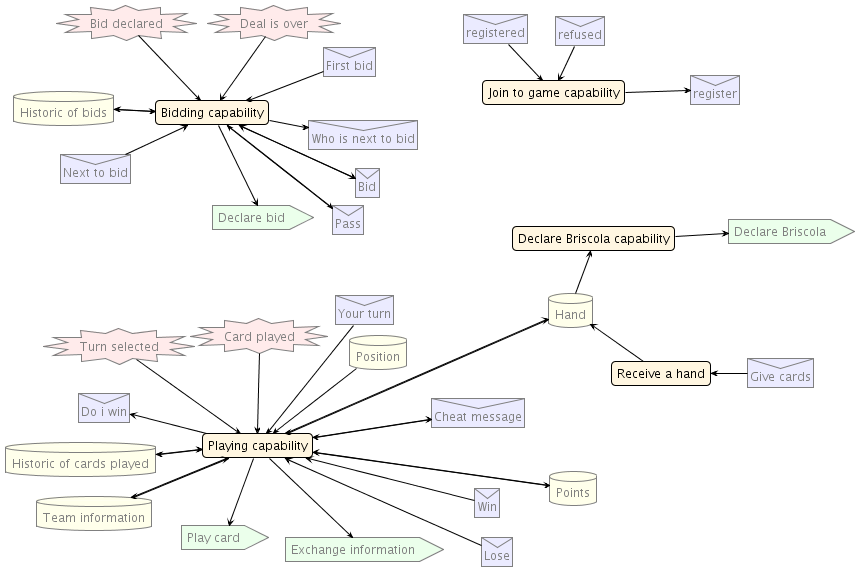 Bid declared
Deal is over
registered
refused
First bid
Join to game capability
register
Historic of bids
Bidding capability
Who is next to bid
Next to bid
Bid
Declare bid
Pass
Declare Briscola capability
Declare Briscola
Your turn
Hand
Turn selected
Card played
Position
Receive a hand
Give cards
Do i win
Cheat message
Playing capability
Historic of cards played
Points
Win
Team information
Play card
Exchange information
Lose